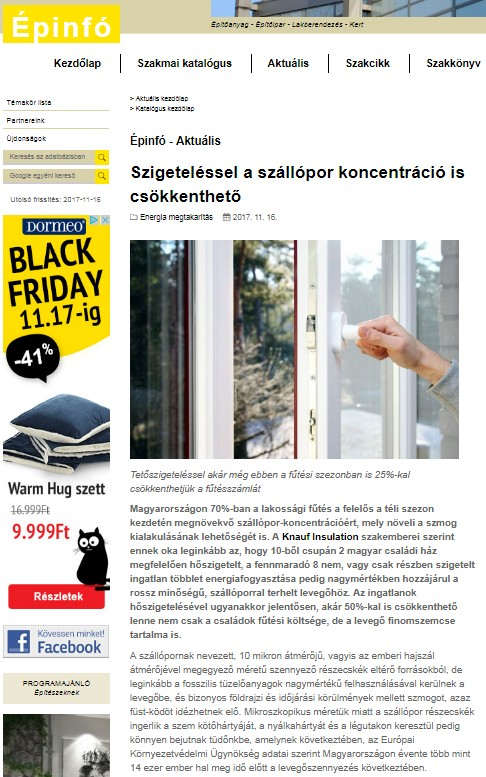 Épinfó
Építőanyag - Építőipar - Lakberendezés - Kert
Kezdőlap
Szakmai katalógus
Aktuális
Szakcikk
Szakkönyv
Témakör lista
Partnereink
Újdonságok
Keresés az adatbázisban
Google egyéni kereső
Utolsó frissítés: 2017-11-16
DORMEO
BLACK
FRIDAY
11.17-ig
-41%
Warm Hug szett
16.999Ft
9.999Ft
Részletek
Kövessen minket!
Facebook
PROGRAMAJÁNLÓ
Építészeknek
> Aktuális kezdőlap
> Katalógus kezdőlap
Épinfó - Aktuális
Szigeteléssel a szállópor koncentráció is
csökkenthető
Energia megtakarítás 2017. 11. 16.
Tetőszigeteléssel akár még ebben a fűtési szezonban is 25%-kal
csökkenthetjük a fűtésszámlát
Magyarországon 70%-ban a lakossági fűtés a felelős a téli szezon
kezdetén megnövekvő szállópor-koncentrációért, mely növeli a szmog
kialakulásának lehetőségét is. A Knauf Insulation szakemberei szerint
ennek oka leginkább az, hogy 10-ből csupán 2 magyar családi ház
megfelelően hőszigetelt, a fennmaradó 8 nem, vagy csak részben szigetelt
ingatlan többlet energiafogyasztása pedig nagymértékben hozzájárul a
rossz minőségű, szállóporral terhelt levegőhöz. Az ingatlanok
hőszigetelésével ugyanakkor jelentősen, akár 50%-kal is csökkenthető
lenne nem csak a családok fűtési költsége, de a levegő finomszemcse
tartalma is.
A szállópornak nevezett, 10 mikron átmérőjű, vagyis az emberi hajszál
átmérőjével megegyező méretű szennyező részecskék eltérő forrásokból, de
leginkább a fosszilis tüzelőanyagok nagymértékű felhasználásával kerülnek a
levegőbe, és bizonyos földrajzi és időjárási körülmények mellett szmogot, azaz
füst-ködöt idézhetnek elő. Mikroszkopikus méretük miatt a szállópor részecskék
ingerlik a szem kötőhártyáját, a nyálkahártyát és a légutakon keresztül pedig
könnyen bejutnak tüdőnkbe, amelynek következtében, az Európai
Környezetvédelmi Ügynökség adatai szerint Magyarországon évente több mint
14 ezer ember hal meg idő előtt a levegőszennyezés következtében.